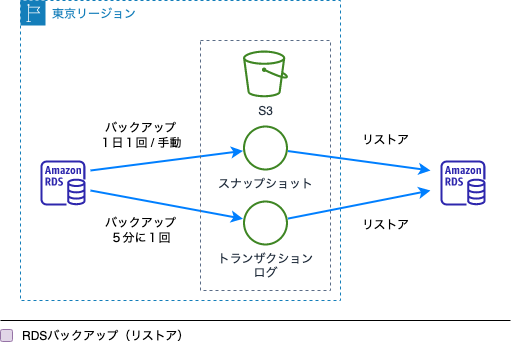 東京リージョン
S3
バックアップ
1日1回 / 手動
リストア
Amazon
RDS
スナップショット
Amazon
RDS
バックアップ
5分に1回
リストア
トランザクション
ログ
RDSバックアップ（リストア）